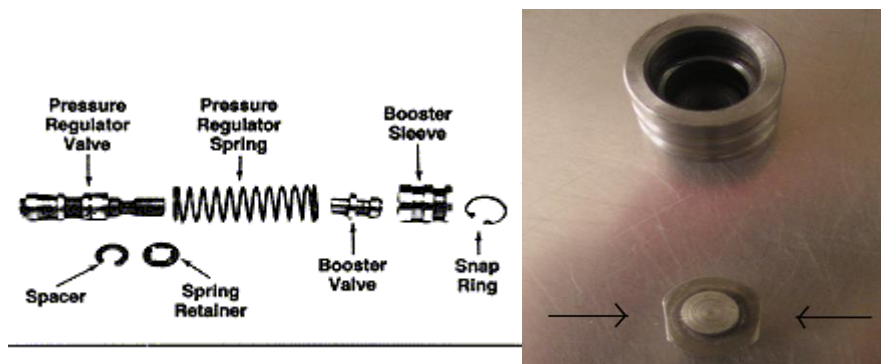 Pressure
Regulator
Valve
Pressure
Regulator
Spring
Booster
Sleeve
Spacer
Spring
Retainer
Booster
Valve
Snap
Ring